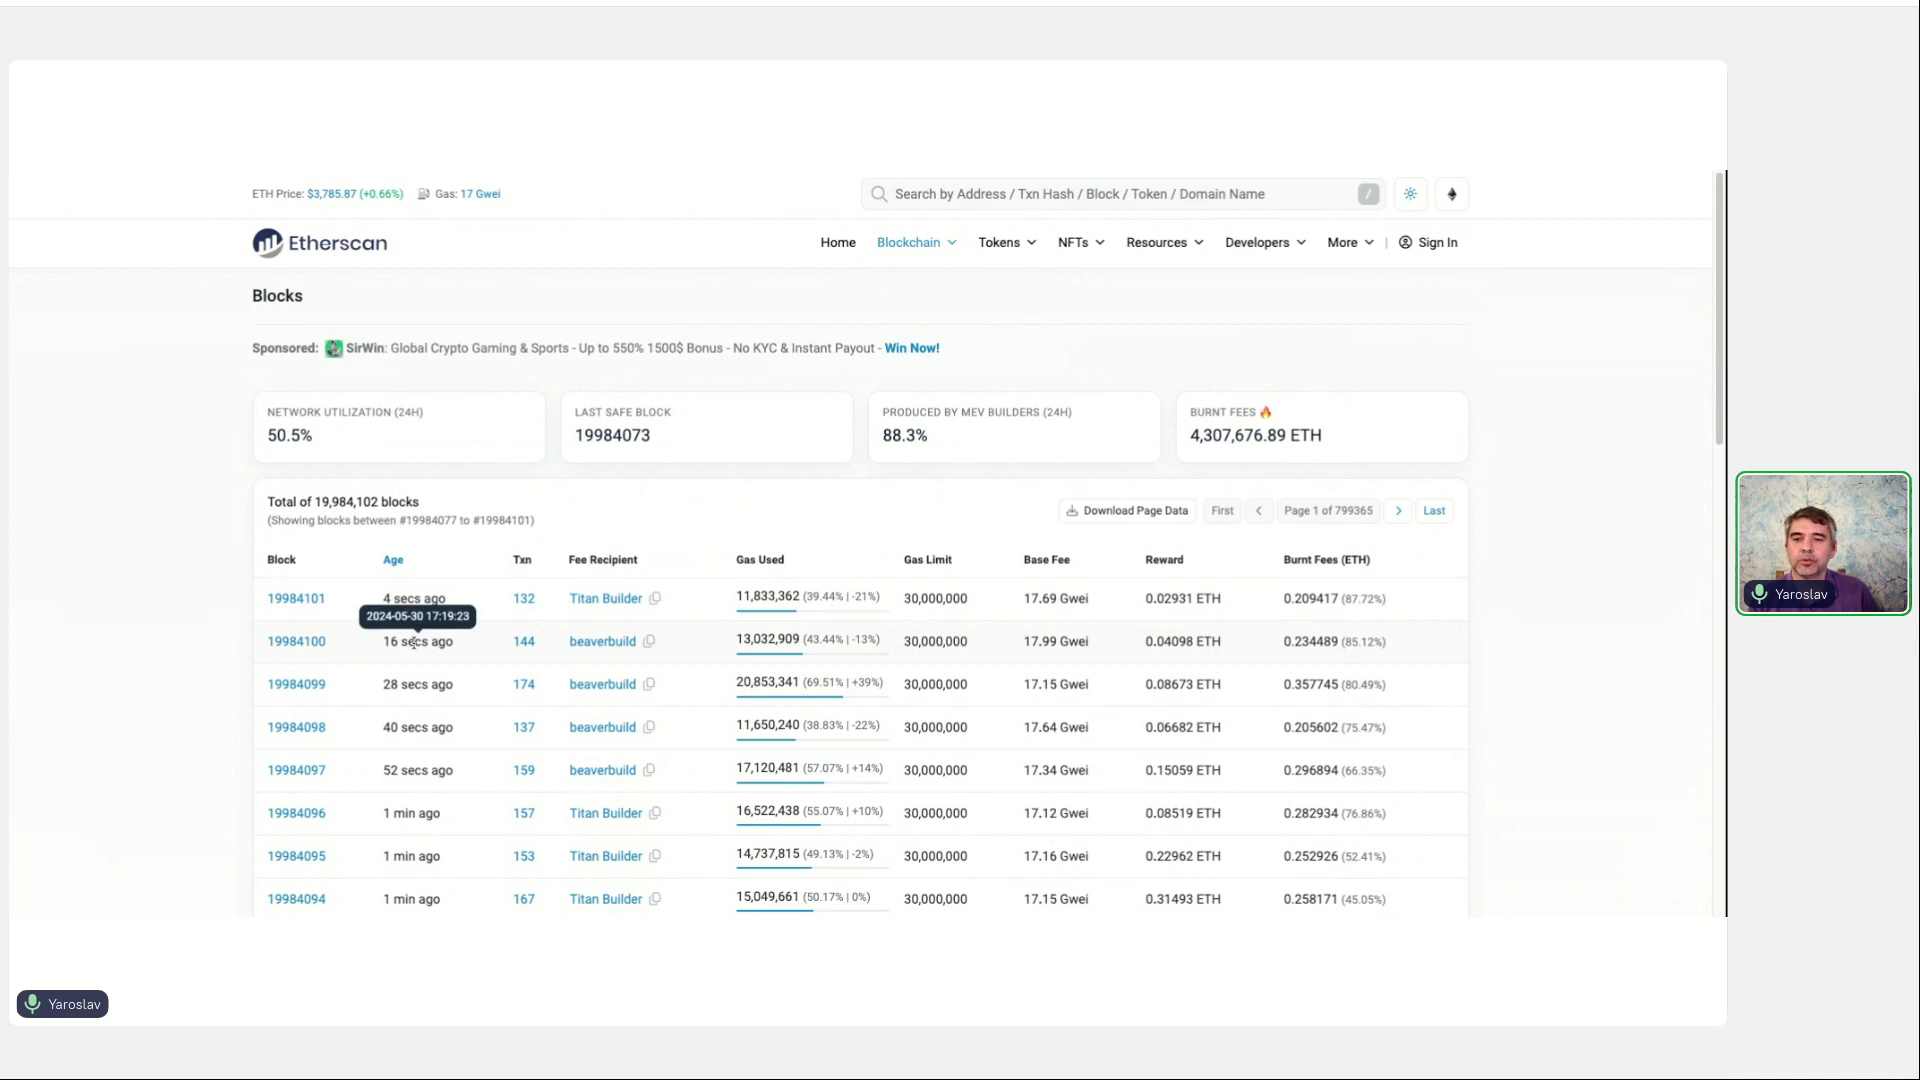 ETH Price: $3,785.87 (+0.66%) Gas: 17 Gwei
Search by Address / Txn Hash / Block / Token / Domain Name /
Etherscan
Home Blockchain Tokens NFTs Resources Developers More | Sign In
Blocks
Sponsored: SirWin: Global Crypto Gaming & Sports - Up to 550% 1500$ Bonus - No KYC & Instant Payout - Win Now!
NETWORK UTILIZATION (24H)
50.5%
LAST SAFE BLOCK
19984073
PRODUCED BY MEV BUILDERS (24H)
88.3%
BURNT FEES 🔥
4,307,676.89 ETH
Total of 19,984,102 blocks
(Showing blocks between #19984077 to #19984101)
Download Page Data First Page 1 of 799365 Last
Block Age Txn Fee Recipient Gas Used Gas Limit Base Fee Reward Burnt Fees (ETH)
19984101 4 secs ago 132 Titan Builder 11,833,362 (39.44% | -21%) 30,000,000 17.69 Gwei 0.02931 ETH 0.209417 (87.72%)
2024-05-30 17:19:23
19984100 16 secs ago 144 beaverbuild 13,032,909 (43.44% | -13%) 30,000,000 17.99 Gwei 0.04098 ETH 0.234489 (85.12%)
19984099 28 secs ago 174 beaverbuild 20,853,341 (69.51% | +39%) 30,000,000 17.15 Gwei 0.08673 ETH 0.357745 (80.49%)
19984098 40 secs ago 137 beaverbuild 11,650,240 (38.83% | -22%) 30,000,000 17.64 Gwei 0.06682 ETH 0.205602 (75.47%)
19984097 52 secs ago 159 beaverbuild 17,120,481 (57.07% | +14%) 30,000,000 17.34 Gwei 0.15059 ETH 0.296894 (66.35%)
19984096 1 min ago 157 Titan Builder 16,522,438 (55.07% | +10%) 30,000,000 17.12 Gwei 0.08519 ETH 0.282934 (76.86%)
19984095 1 min ago 153 Titan Builder 14,737,815 (49.13% | -2%) 30,000,000 17.16 Gwei 0.22962 ETH 0.252926 (52.41%)
19984094 1 min ago 167 Titan Builder 15,049,661 (50.17% | 0%) 30,000,000 17.15 Gwei 0.31493 ETH 0.258171 (45.05%)
Yaroslav
Yaroslav